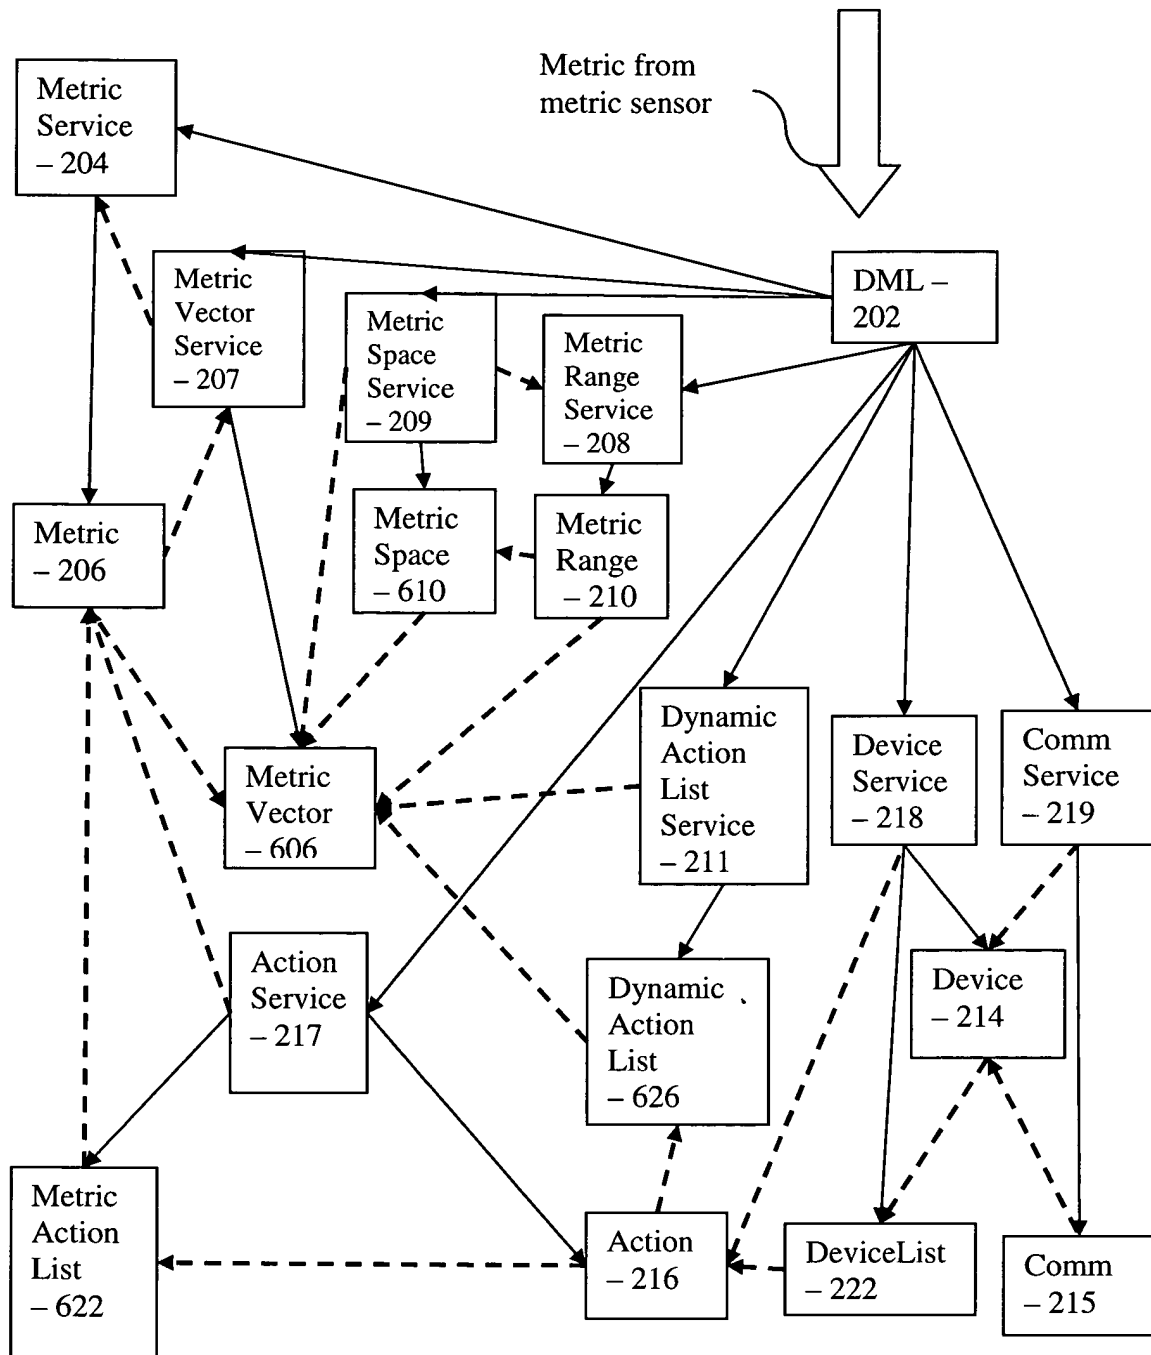 Metric from
metric sensor
Metric
Service
– 204
DML –
202
Metric
Vector
Service
– 207
Metric
Space
Service
– 209
Metric
Range
Service
– 208
Metric
– 206
Metric
Space
– 610
Metric
Range
– 210
Dynamic
Action
List
Service
– 211
Device
Service
– 218
Comm
Service
– 219
Metric
Vector
– 606
Action
Service
– 217
Dynamic
Action
List
– 626
Device
– 214
Metric
Action
List
– 622
Action
– 216
DeviceList
– 222
Comm
– 215